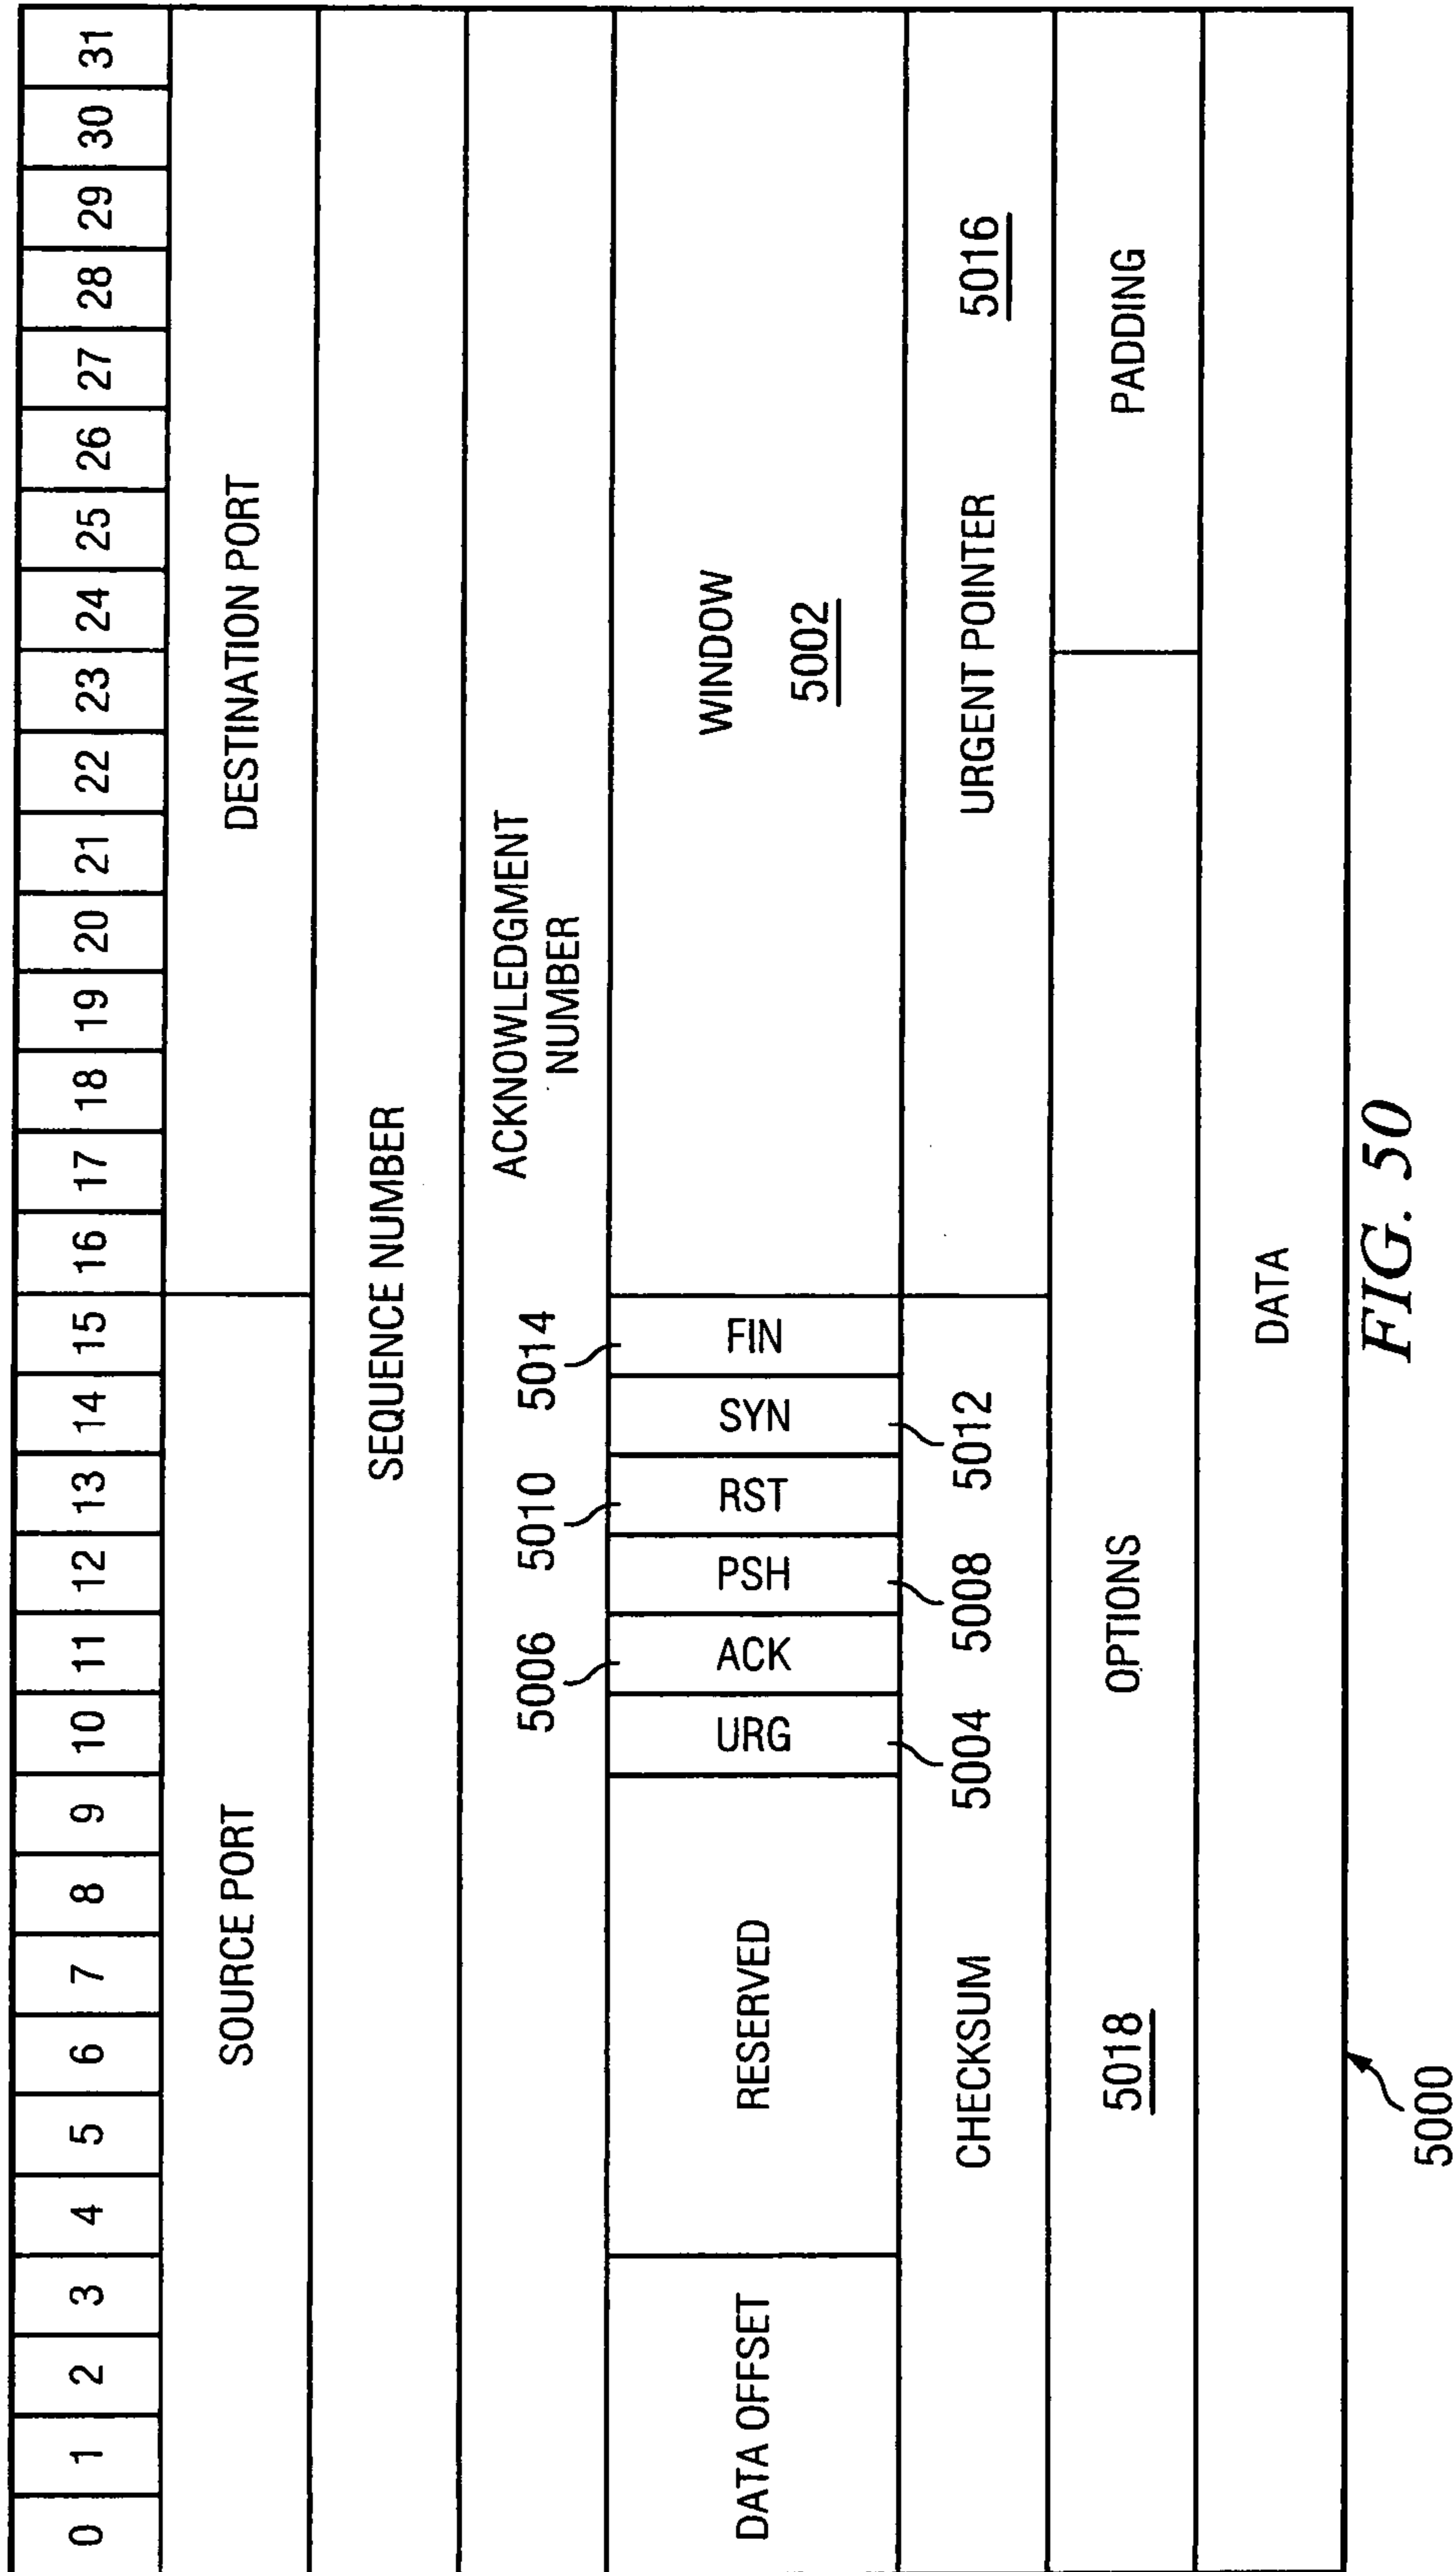 0 1 2 3 4 5 6 7 8 9 10 11 12 13 14 15 16 17 18 19 20 21 22 23 24 25 26 27 28 29 30 31
SOURCE PORT DESTINATION PORT
SEQUENCE NUMBER
ACKNOWLEDGMENT
NUMBER
5006 5010 5014
DATA OFFSET RESERVED URG ACK PSH RST SYN FIN WINDOW
5002
5004 5008 5012
CHECKSUM URGENT POINTER 5016
5018 OPTIONS PADDING
DATA
5000
FIG. 50